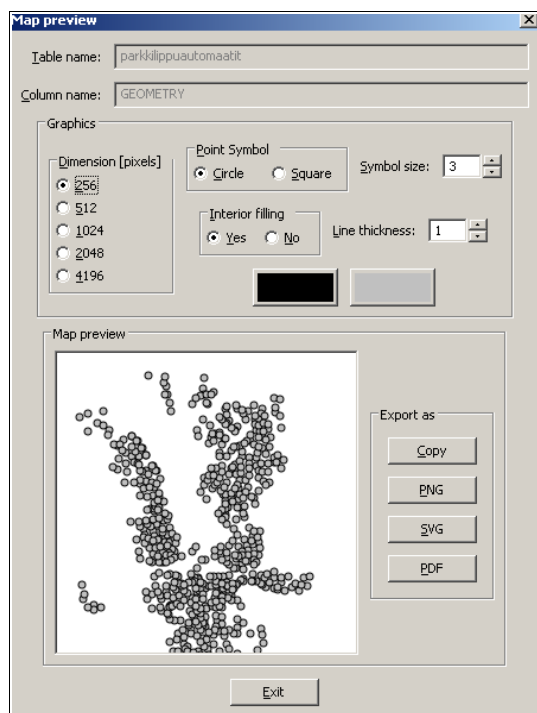 Map preview
Table name: parkkilippuautomaatit
Column name: GEOMETRY
Graphics
Dimension [pixels]
256
512
1024
2048
4196
Point Symbol
Circle Square
Symbol size: 3
Interior filling
Yes No
Line thickness: 1
Map preview
Export as
Copy
PNG
SVG
PDF
Exit